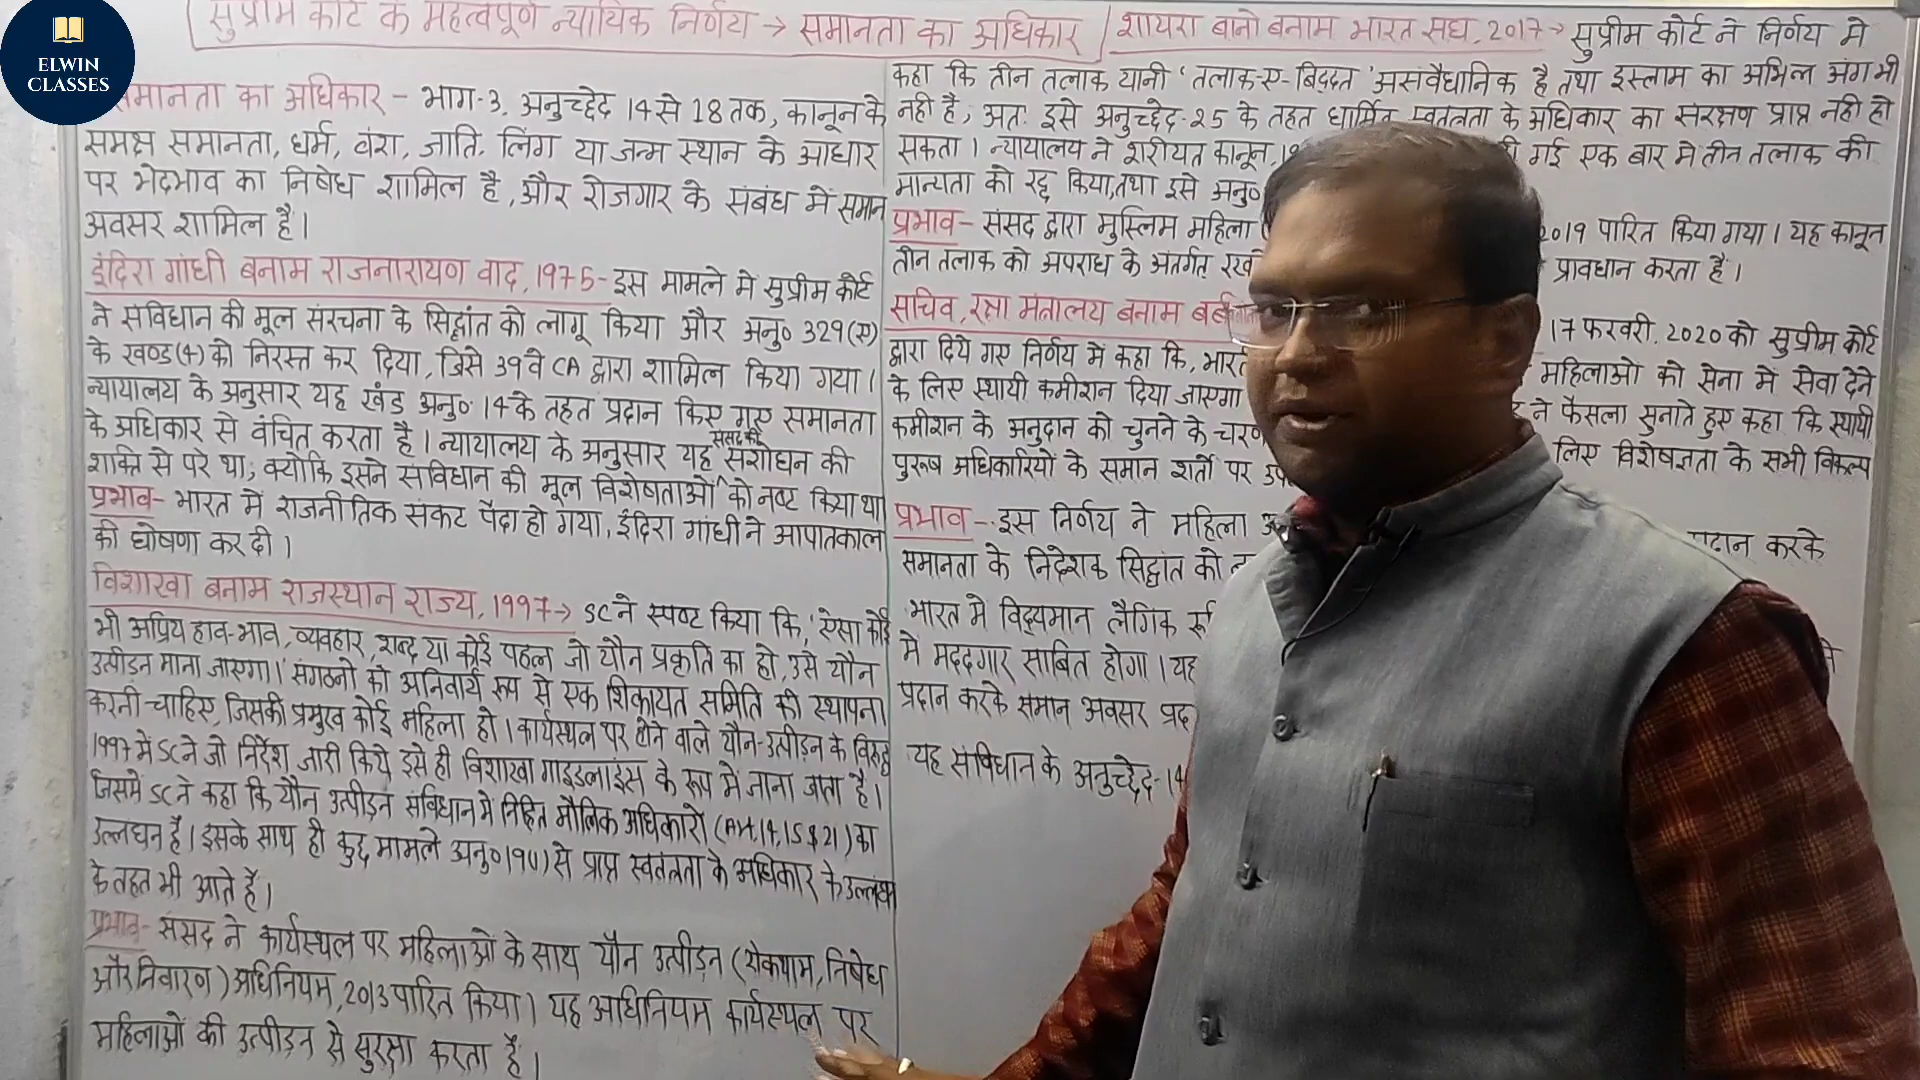 सुप्रीम कोर्ट के महत्वपूर्ण न्यायिक निर्णय → समानता का अधिकार
ELWIN
CLASSES
समानता का अधिकार – भाग-3, अनुच्छेद 14 से 18 तक, कानून के
समक्ष समानता, धर्म, वंश, जाति, लिंग या जन्म स्थान के आधार
पर भेदभाव का निषेध शामिल है, और रोजगार के संबंध में समान
अवसर शामिल है।
इंदिरा गांधी बनाम राजनारायण वाद, 1975- इस मामले में सुप्रीम कोर्ट
ने संविधान की मूल संरचना के सिद्धांत को लागू किया और अनु० 329(ए)
के खण्ड(4) को निरस्त कर दिया, जिसे 39वें CA द्वारा शामिल किया गया।
न्यायालय के अनुसार यह खंड अनु० 14 के तहत प्रदान किए गए समानता
के अधिकार से वंचित करता है। न्यायालय के अनुसार यह संसद की संशोधन की
शक्ति से परे था, क्योकि इसने संविधान की मूल विशेषताओं को नष्ट किया था
प्रभाव- भारत में राजनीतिक संकट पैदा हो गया, इंदिरा गांधी ने आपातकाल
की घोषणा कर दी।
विशाखा बनाम राजस्थान राज्य, 1997→ SC ने स्पष्ट किया कि, 'ऐसा कोई
भी अप्रिय हाव-भाव, व्यवहार, शब्द या कोई पहल जो यौन प्रकृति का हो, उसे यौन
उत्पीड़न माना जाएगा।' संगठनो को अनिवार्य रूप से एक शिकायत समिति की स्थापना
करनी चाहिए, जिसकी प्रमुख कोई महिला हो। कार्यस्थल पर होने वाले यौन-उत्पीड़न के विरुद्ध
1997 में SC ने जो निर्देश जारी किये इसे ही विशाखा गाइडलाइंस के रूप में जाना जाता है।
जिसमें SC ने कहा कि यौन उत्पीड़न संविधान में निहित मौलिक अधिकारो (Art.14,15 & 21) का
उल्लघन है। इसके साथ ही कुछ मामले अनु० 19(1) से प्राप्त स्वतंत्रता के अधिकार के उल्लंघन
के तहत भी आते हैं।
प्रभाव- संसद ने कार्यस्थल पर महिलाओं के साथ यौन उत्पीड़न (रोकथाम, निषेध
और निवारण) अधिनियम, 2013 पारित किया। यह अधिनियम कार्यस्थल पर
महिलाओं की उत्पीड़न से सुरक्षा करता है।
शायरा बानो बनाम भारत संघ, 2017→ सुप्रीम कोर्ट ने निर्णय में
कहा कि तीन तलाक यानी 'तलाक-ए-बिद्दत' असंवैधानिक है तथा इस्लाम का अभिन्न अंग भी
नही है, अतः इसे अनुच्छेद-25 के तहत धार्मिक स्वतंत्रता के अधिकार का संरक्षण प्राप्त नही हो
सकता। न्यायालय ने शरीयत कानून, गई एक बार में तीन तलाक की
मान्यता को रद्द किया, तथा इसे अनु०
प्रभाव- संसद द्वारा मुस्लिम महिला 2019 पारित किया गया। यह कानून
तीन तलाक को अपराध के अंतर्गत प्रावधान करता है।
सचिव, रक्षा मंत्रालय बनाम 17 फरवरी, 2020 को सुप्रीम कोर्ट
द्वारा दिये गए निर्णय में कहा कि, महिलाओं को सेना में सेवा देने
के लिए स्थायी कमीशन दिया जाएगा ने फैसला सुनाते हुए कहा कि स्थायी
कमीशन के अनुदान को चुनने के लिए विशेषज्ञता के सभी विकल्प
पुरुष अधिकारियों के समान शर्तो पर
प्रभाव- इस निर्णय ने महिला प्रदान करके
समानता के निर्देशक सिद्धांत को
भारत में विद्यमान लैंगिक
में मददगार साबित होगा। यह
प्रदान करके समान अवसर
यह संविधान के अनुच्छेद-14